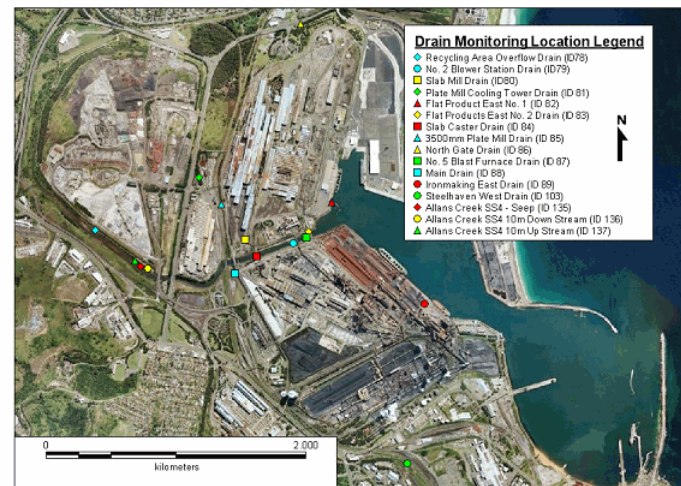 Drain Monitoring Location Legend
Recycling Area Overflow Drain (ID78)
No. 2 Blower Station Drain (ID79)
Slab Mill Drain (ID80)
Plate Mill Cooling Tower Drain (ID 81)
Flat Product East No. 1 (ID 82)
Flat Products East No. 2 Drain (ID 83)
Slab Caster Drain (ID 84)
3500mm Plate Mill Drain (ID 85)
North Gate Drain (ID 86)
No. 5 Blast Furnace Drain (ID 87)
Main Drain (ID 88)
Ironmaking East Drain (ID 89)
Steelhaven West Drain (ID 103)
Allans Creek SS4 - Seep (ID 135)
Allans Creek SS4 10m Down Stream (ID 136)
Allans Creek SS4 10m Up Stream (ID 137)
N
0 2.000
kilometers